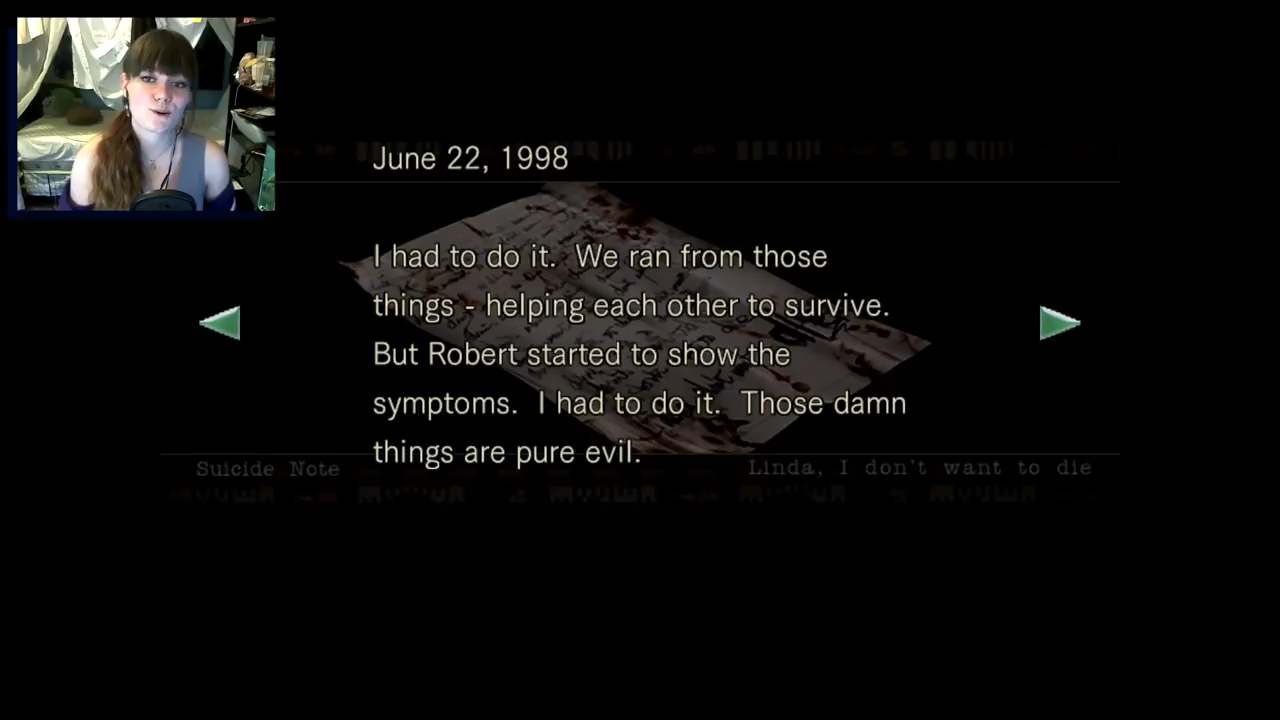 June 22, 1998
I had to do it. We ran from those
things - helping each other to survive.
But Robert started to show the
symptoms. I had to do it. Those damn
things are pure evil.
Suicide Note
Linda, I don't want to die